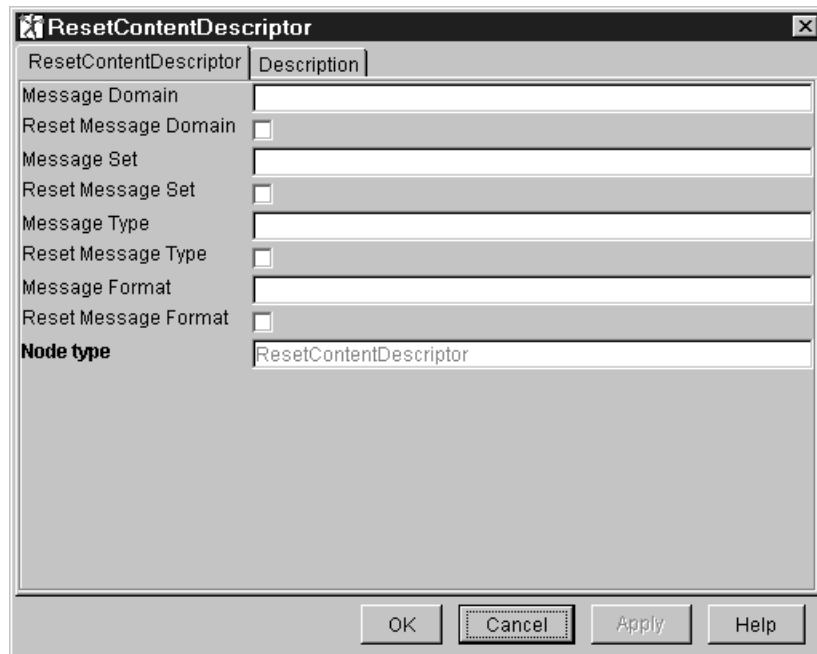 ResetContentDescriptor
ResetContentDescriptor Description
Message Domain
Reset Message Domain
Message Set
Reset Message Set
Message Type
Reset Message Type
Message Format
Reset Message Format
Node type ResetContentDescriptor
OK Cancel Apply Help